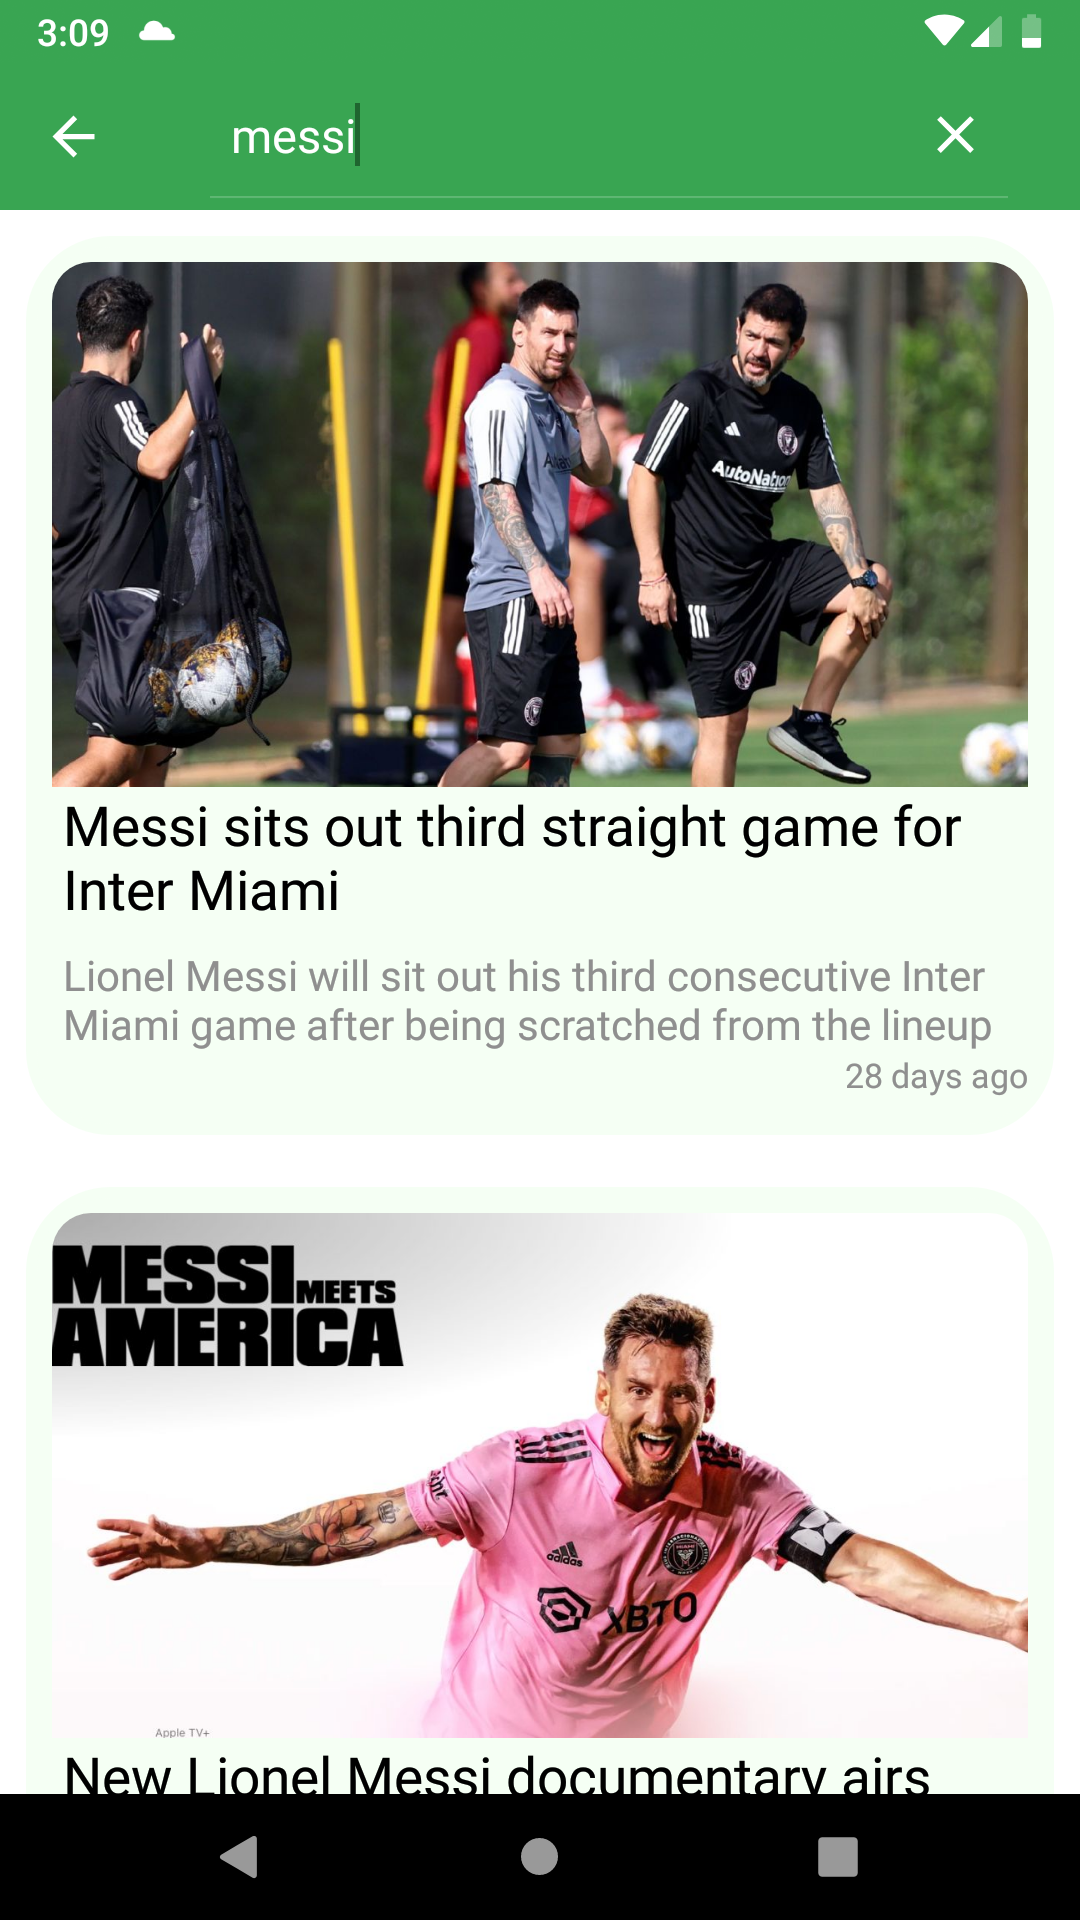 3:09
messi
AutoNation
Messi sits out third straight game for
Inter Miami
Lionel Messi will sit out his third consecutive Inter
Miami game after being scratched from the lineup
28 days ago
MESSI MEETS
AMERICA
adidas
XBTO
Apple TV+
New Lionel Messi documentary airs